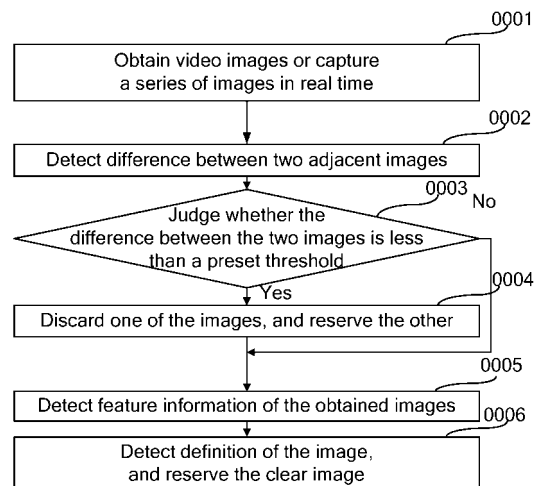 0001
Obtain video images or capture
a series of images in real time
0002
Detect difference between two adjacent images
0003
No
Judge whether the
difference between the two images is less
than a preset threshold
Yes
0004
Discard one of the images, and reserve the other
0005
Detect feature information of the obtained images
0006
Detect definition of the image,
and reserve the clear image